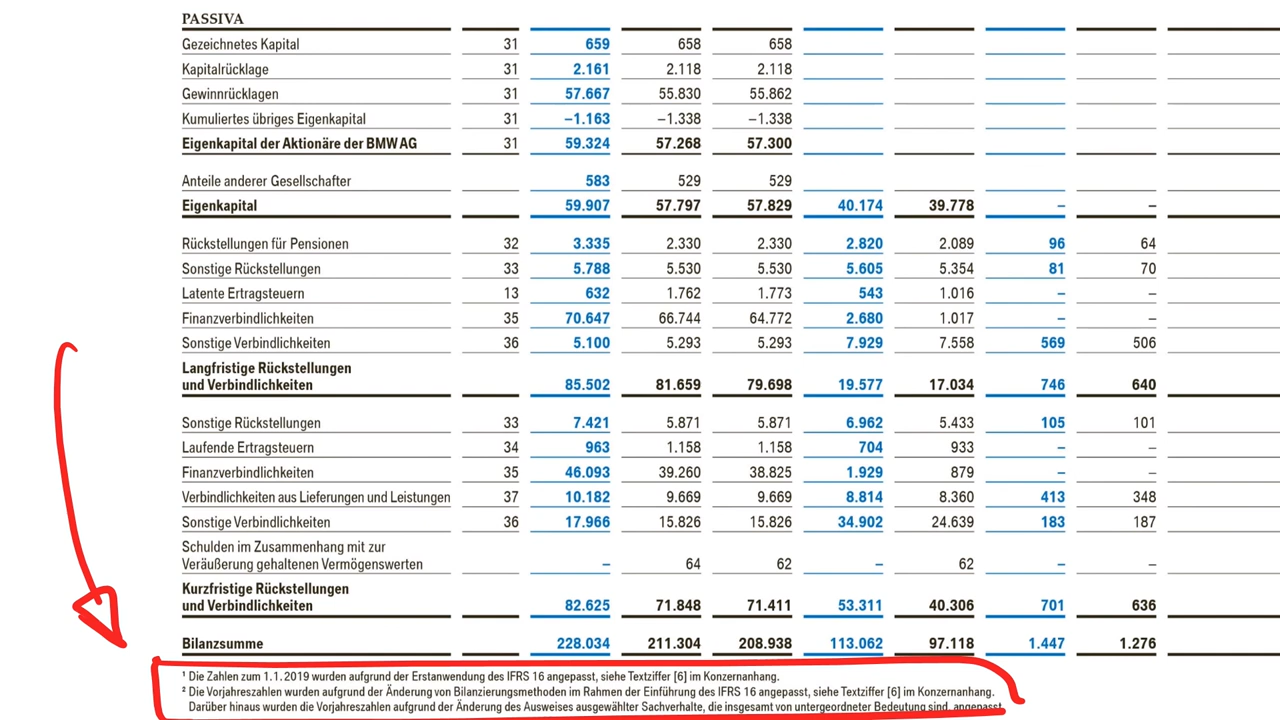 PASSIVA
Gezeichnetes Kapital 31 659 658 658
Kapitalrücklage 31 2.161 2.118 2.118
Gewinnrücklagen 31 57.667 55.830 55.862
Kumuliertes übriges Eigenkapital 31 –1.163 –1.338 –1.338
Eigenkapital der Aktionäre der BMW AG 31 59.324 57.268 57.300
Anteile anderer Gesellschafter 583 529 529
Eigenkapital 59.907 57.797 57.829 40.174 39.778 – –
Rückstellungen für Pensionen 32 3.335 2.330 2.330 2.820 2.089 96 64
Sonstige Rückstellungen 33 5.788 5.530 5.530 5.605 5.354 81 70
Latente Ertragsteuern 13 632 1.762 1.773 543 1.016 – –
Finanzverbindlichkeiten 35 70.647 66.744 64.772 2.680 1.017 – –
Sonstige Verbindlichkeiten 36 5.100 5.293 5.293 7.929 7.558 569 506
Langfristige Rückstellungen
und Verbindlichkeiten 85.502 81.659 79.698 19.577 17.034 746 640
Sonstige Rückstellungen 33 7.421 5.871 5.871 6.962 5.433 105 101
Laufende Ertragsteuern 34 963 1.158 1.158 704 933 – –
Finanzverbindlichkeiten 35 46.093 39.260 38.825 1.929 879 – –
Verbindlichkeiten aus Lieferungen und Leistungen 37 10.182 9.669 9.669 8.814 8.360 413 348
Sonstige Verbindlichkeiten 36 17.966 15.826 15.826 34.902 24.639 183 187
Schulden im Zusammenhang mit zur
Veräußerung gehaltenen Vermögenswerten – 64 62 – 62 – –
Kurzfristige Rückstellungen
und Verbindlichkeiten 82.625 71.848 71.411 53.311 40.306 701 636
Bilanzsumme 228.034 211.304 208.938 113.062 97.118 1.447 1.276
¹ Die Zahlen zum 1.1.2019 wurden aufgrund der Erstanwendung des IFRS 16 angepasst, siehe Textziffer [6] im Konzernanhang.
² Die Vorjahreszahlen wurden aufgrund der Änderung von Bilanzierungsmethoden im Rahmen der Einführung des IFRS 16 angepasst, siehe Textziffer [6] im Konzernanhang.
Darüber hinaus wurden die Vorjahreszahlen aufgrund der Änderung des Ausweises ausgewählter Sachverhalte, die insgesamt von untergeordneter Bedeutung sind, angepasst.